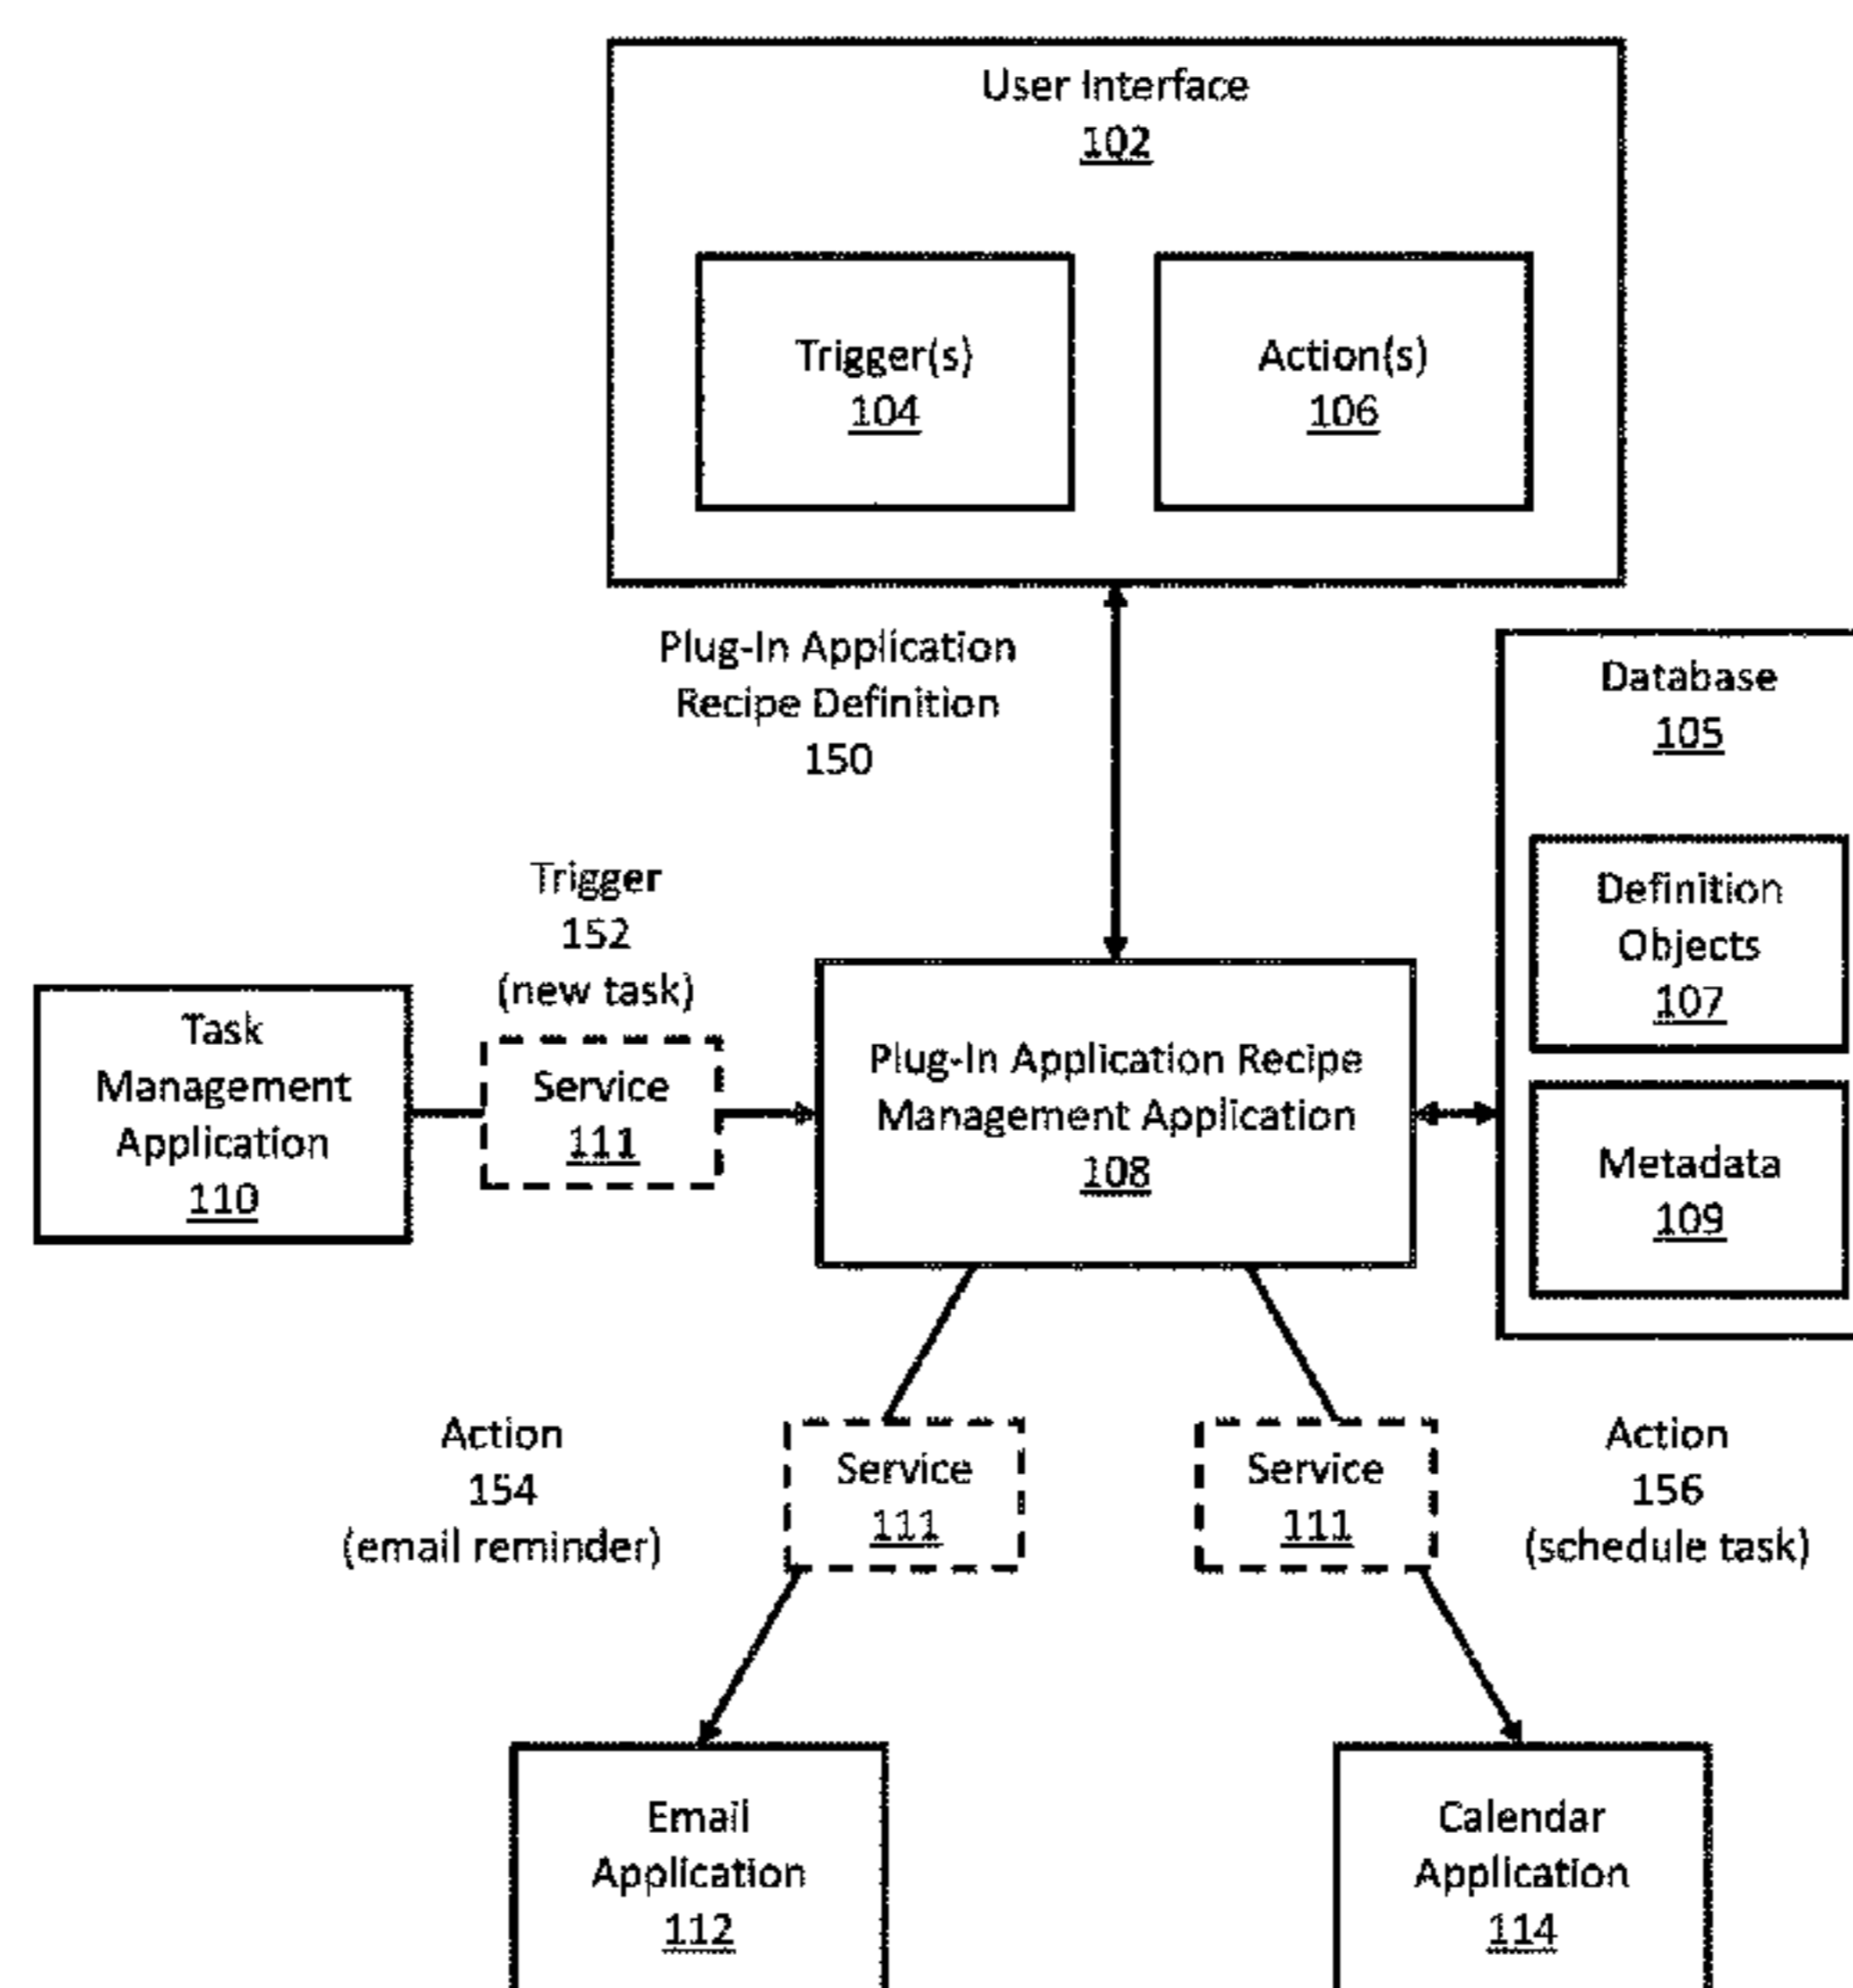 User Interface
102
Trigger(s)
104
Action(s)
106
Plug-In Application
Recipe Definition
150
Database
105
Definition
Objects
107
Metadata
109
Trigger
152
(new task)
Task
Management
Application
110
Service
111
Plug-In Application Recipe
Management Application
108
Action
154
(email reminder)
Service
111
Service
111
Action
156
(schedule task)
Email
Application
112
Calendar
Application
114